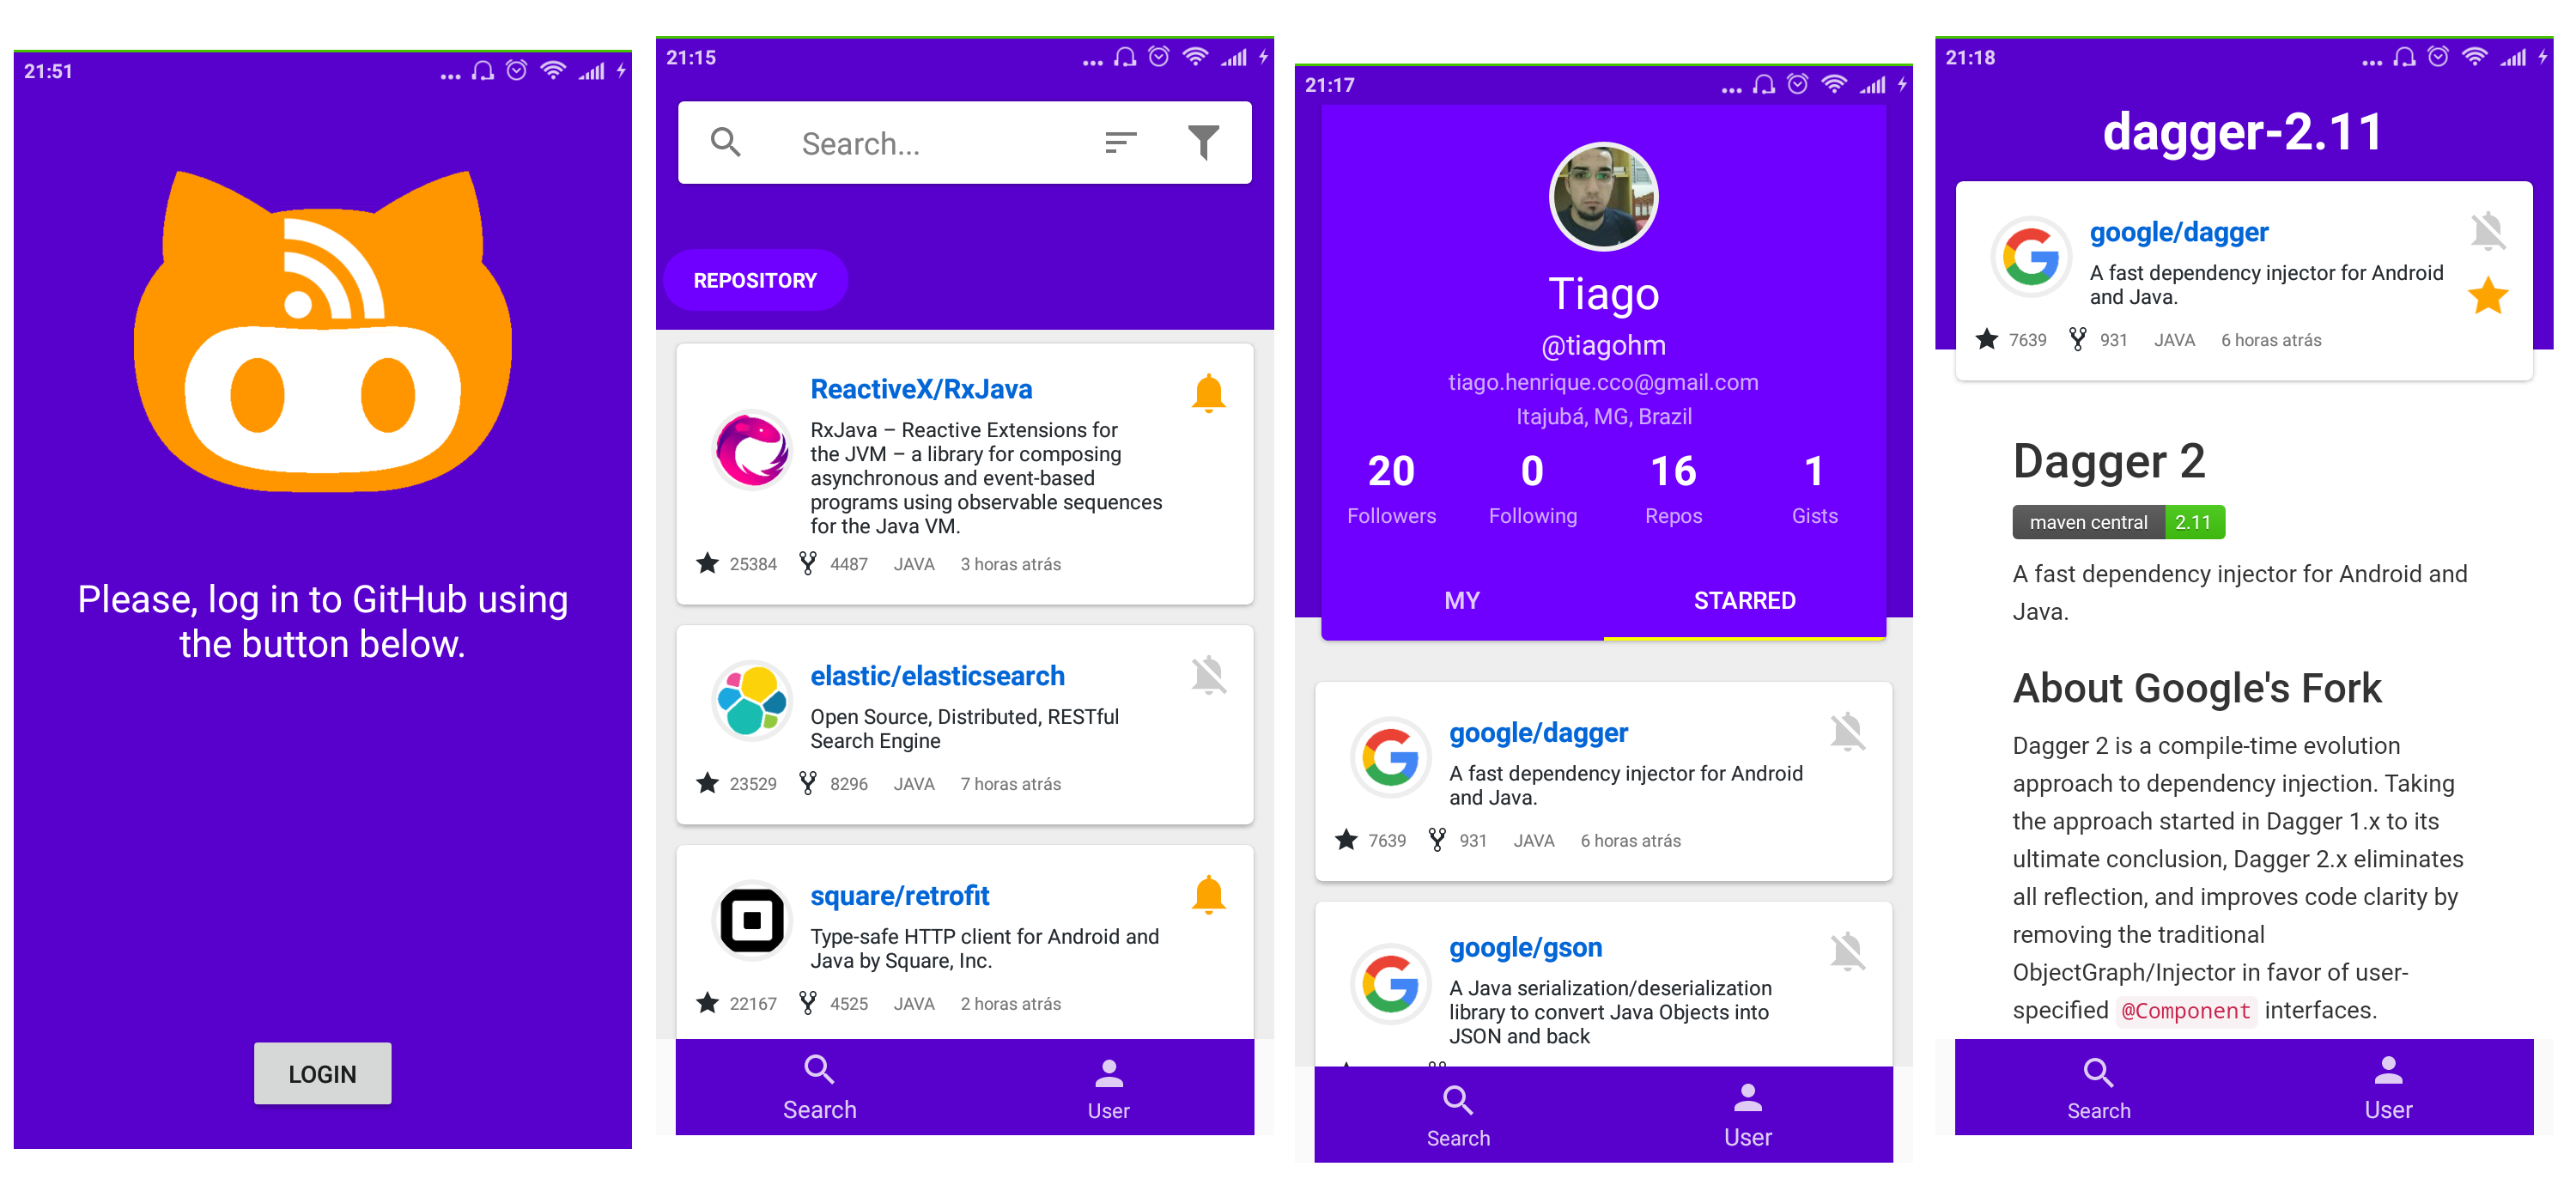 21:51
Please, log in to GitHub using
the button below.
LOGIN
21:15
Search...
REPOSITORY
ReactiveX/RxJava
RxJava – Reactive Extensions for
the JVM – a library for composing
asynchronous and event-based
programs using observable sequences
for the Java VM.
25384 4487 JAVA 3 horas atrás
elastic/elasticsearch
Open Source, Distributed, RESTful
Search Engine
23529 8296 JAVA 7 horas atrás
square/retrofit
Type-safe HTTP client for Android and
Java by Square, Inc.
22167 4525 JAVA 2 horas atrás
Search User
21:17
Tiago
@tiagohm
tiago.henrique.cco@gmail.com
Itajubá, MG, Brazil
20 0 16 1
Followers Following Repos Gists
MY STARRED
google/dagger
A fast dependency injector for Android
and Java.
7639 931 JAVA 6 horas atrás
google/gson
A Java serialization/deserialization
library to convert Java Objects into
JSON and back
Search User
21:18
dagger-2.11
google/dagger
A fast dependency injector for Android
and Java.
7639 931 JAVA 6 horas atrás
Dagger 2
maven central 2.11
A fast dependency injector for Android and
Java.
About Google's Fork
Dagger 2 is a compile-time evolution
approach to dependency injection. Taking
the approach started in Dagger 1.x to its
ultimate conclusion, Dagger 2.x eliminates
all reflection, and improves code clarity by
removing the traditional
ObjectGraph/Injector in favor of user-
specified @Component interfaces.
Search User